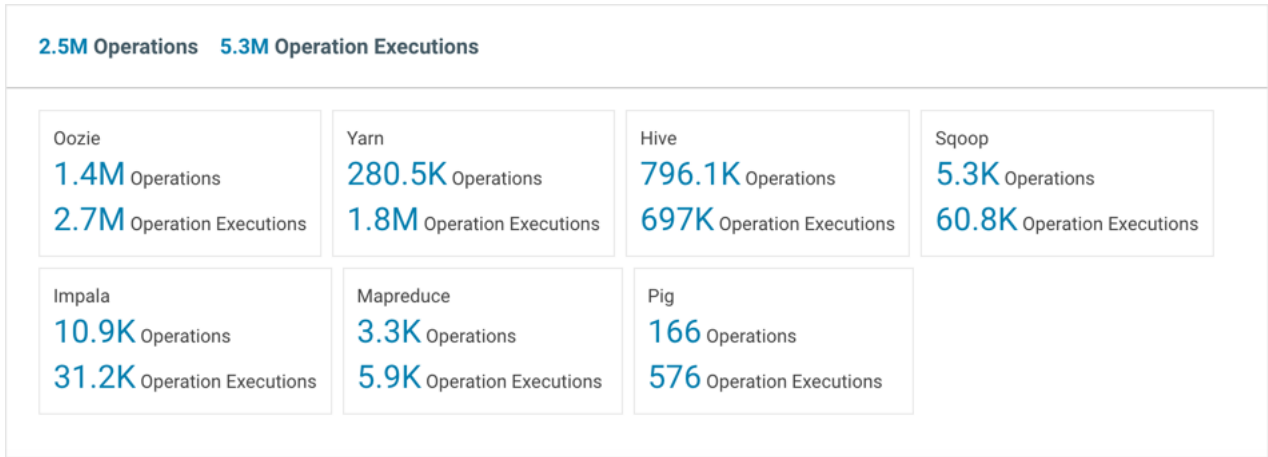 2.5M Operations 5.3M Operation Executions
Oozie
1.4M Operations
2.7M Operation Executions
Yarn
280.5K Operations
1.8M Operation Executions
Hive
796.1K Operations
697K Operation Executions
Sqoop
5.3K Operations
60.8K Operation Executions
Impala
10.9K Operations
31.2K Operation Executions
Mapreduce
3.3K Operations
5.9K Operation Executions
Pig
166 Operations
576 Operation Executions